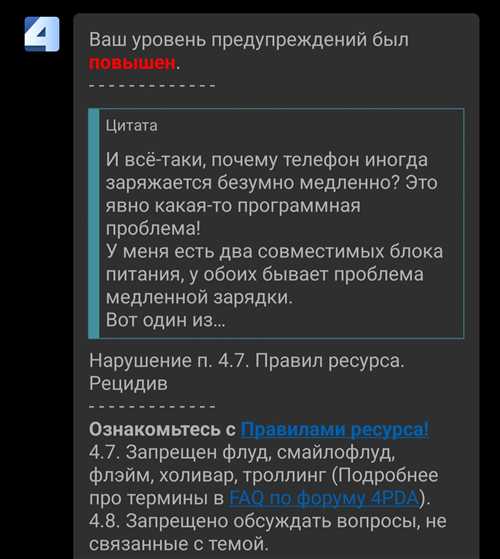 Ваш уровень предупреждений был
повышен.
- - - - - - - - - - - - -
Цитата
И всё-таки, почему телефон иногда
заряжается безумно медленно? Это
явно какая-то программная
проблема!
У меня есть два совместимых блока
питания, у обоих бывает проблема
медленной зарядки.
Вот один из...
Нарушение п. 4.7. Правил ресурса.
Рецидив
- - - - - - - - - - - - -
Ознакомьтесь с Правилами ресурса!
4.7. Запрещен флуд, смайлофлуд,
флэйм, холивар, троллинг (Подробнее
про термины в FAQ по форуму 4PDA).
4.8. Запрещено обсуждать вопросы, не
связанные с темой.